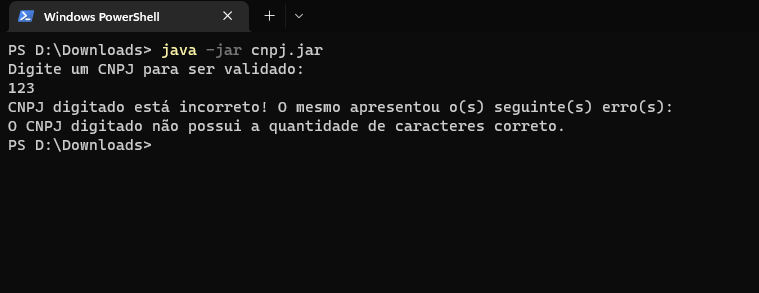 Windows PowerShell
PS D:\Downloads> java -jar cnpj.jar
Digite um CNPJ para ser validado:
123
CNPJ digitado está incorreto! O mesmo apresentou o(s) seguinte(s) erro(s):
O CNPJ digitado não possui a quantidade de caracteres correto.
PS D:\Downloads>